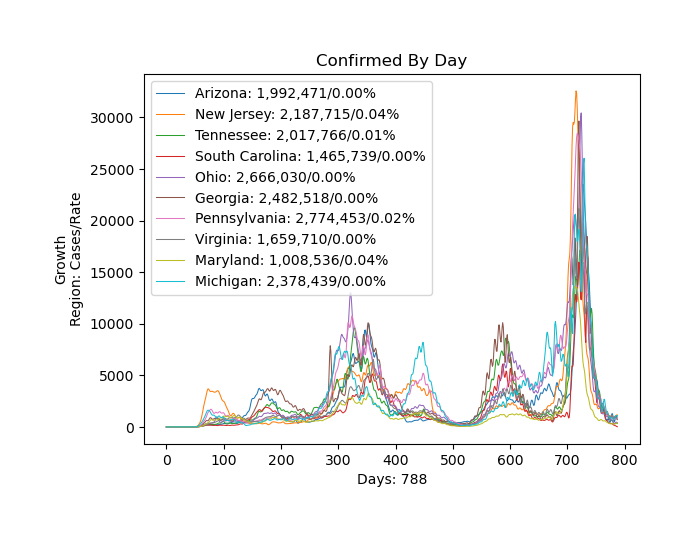 Confirmed By Day
Growth
Region: Cases/Rate
30000
25000
20000
15000
10000
5000
0
Arizona: 1,992,471/0.00%
New Jersey: 2,187,715/0.04%
Tennessee: 2,017,766/0.01%
South Carolina: 1,465,739/0.00%
Ohio: 2,666,030/0.00%
Georgia: 2,482,518/0.00%
Pennsylvania: 2,774,453/0.02%
Virginia: 1,659,710/0.00%
Maryland: 1,008,536/0.04%
Michigan: 2,378,439/0.00%
0 100 200 300 400 500 600 700 800
Days: 788